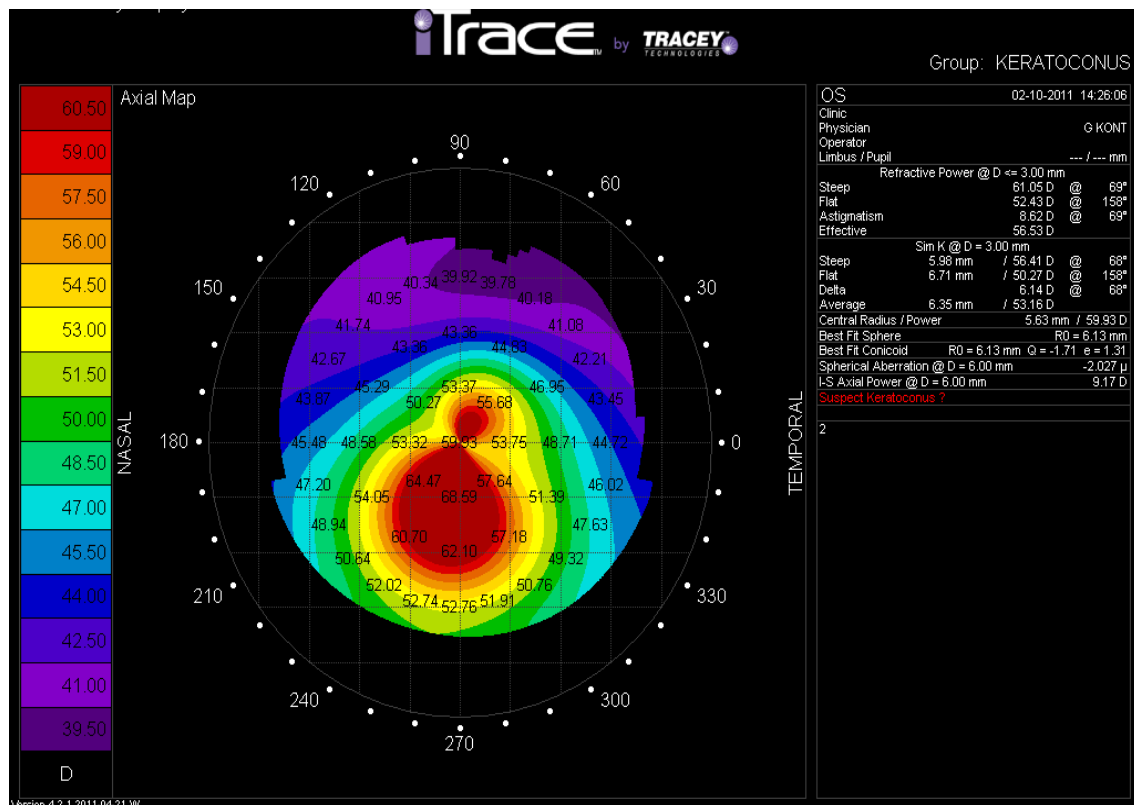 iTrace TM by TRACEY TECHNOLOGIES
Group: KERATOCONUS
Axial Map
60.50
59.00
57.50
56.00
54.50
53.00
51.50
50.00
48.50
47.00
45.50
44.00
42.50
41.00
39.50
D
90
120
60
150
30
180
0
210
330
240
300
270
NASAL
TEMPORAL
40.34 39.92 39.78
40.95 40.18
41.74 43.36 41.08
43.36 44.63
42.67 42.21
45.29 53.37 46.95
43.87 50.27 55.68 43.45
45.48 48.58 53.32 59.93 53.75 48.71 44.72
47.20 64.47 57.64 46.02
54.05 68.59 51.39
48.94 47.63
60.70 57.18
50.64 62.10 49.32
52.02 50.76
52.74 52.76 51.91
OS 02-10-2011 14:26:06
Clinic
Physician G KONT
Operator
Limbus / Pupil --- / --- mm
Refractive Power @ D <= 3.00 mm
Steep 61.05 D @ 69°
Flat 52.43 D @ 158°
Astigmatism 8.62 D @ 69°
Effective 56.53 D
Sim K @ D = 3.00 mm
Steep 5.98 mm / 56.41 D @ 68°
Flat 6.71 mm / 50.27 D @ 158°
Delta 6.14 D @ 68°
Average 6.35 mm / 53.16 D
Central Radius / Power 5.63 mm / 59.93 D
Best Fit Sphere R0 = 6.13 mm
Best Fit Conicoid R0 = 6.13 mm Q = -1.71 e = 1.31
Spherical Aberration @ D = 6.00 mm -2.027 µ
I-S Axial Power @ D = 6.00 mm 9.17 D
Suspect Keratoconus ?
2
Version 4.2.1 2011.04.21 W